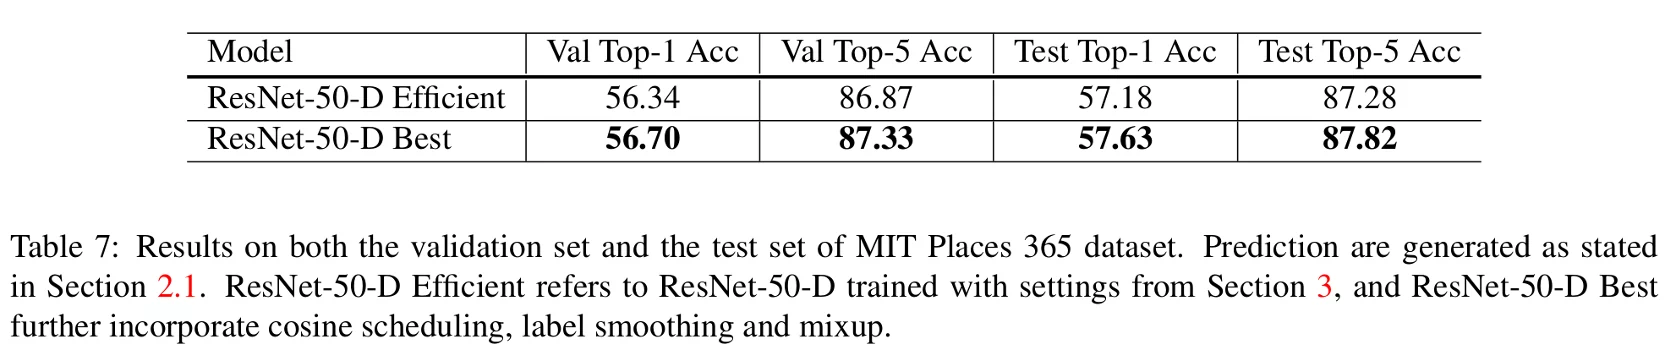 Model Val Top-1 Acc Val Top-5 Acc Test Top-1 Acc Test Top-5 Acc
ResNet-50-D Efficient 56.34 86.87 57.18 87.28
ResNet-50-D Best 56.70 87.33 57.63 87.82
Table 7: Results on both the validation set and the test set of MIT Places 365 dataset. Prediction are generated as stated
in Section 2.1. ResNet-50-D Efficient refers to ResNet-50-D trained with settings from Section 3, and ResNet-50-D Best
further incorporate cosine scheduling, label smoothing and mixup.